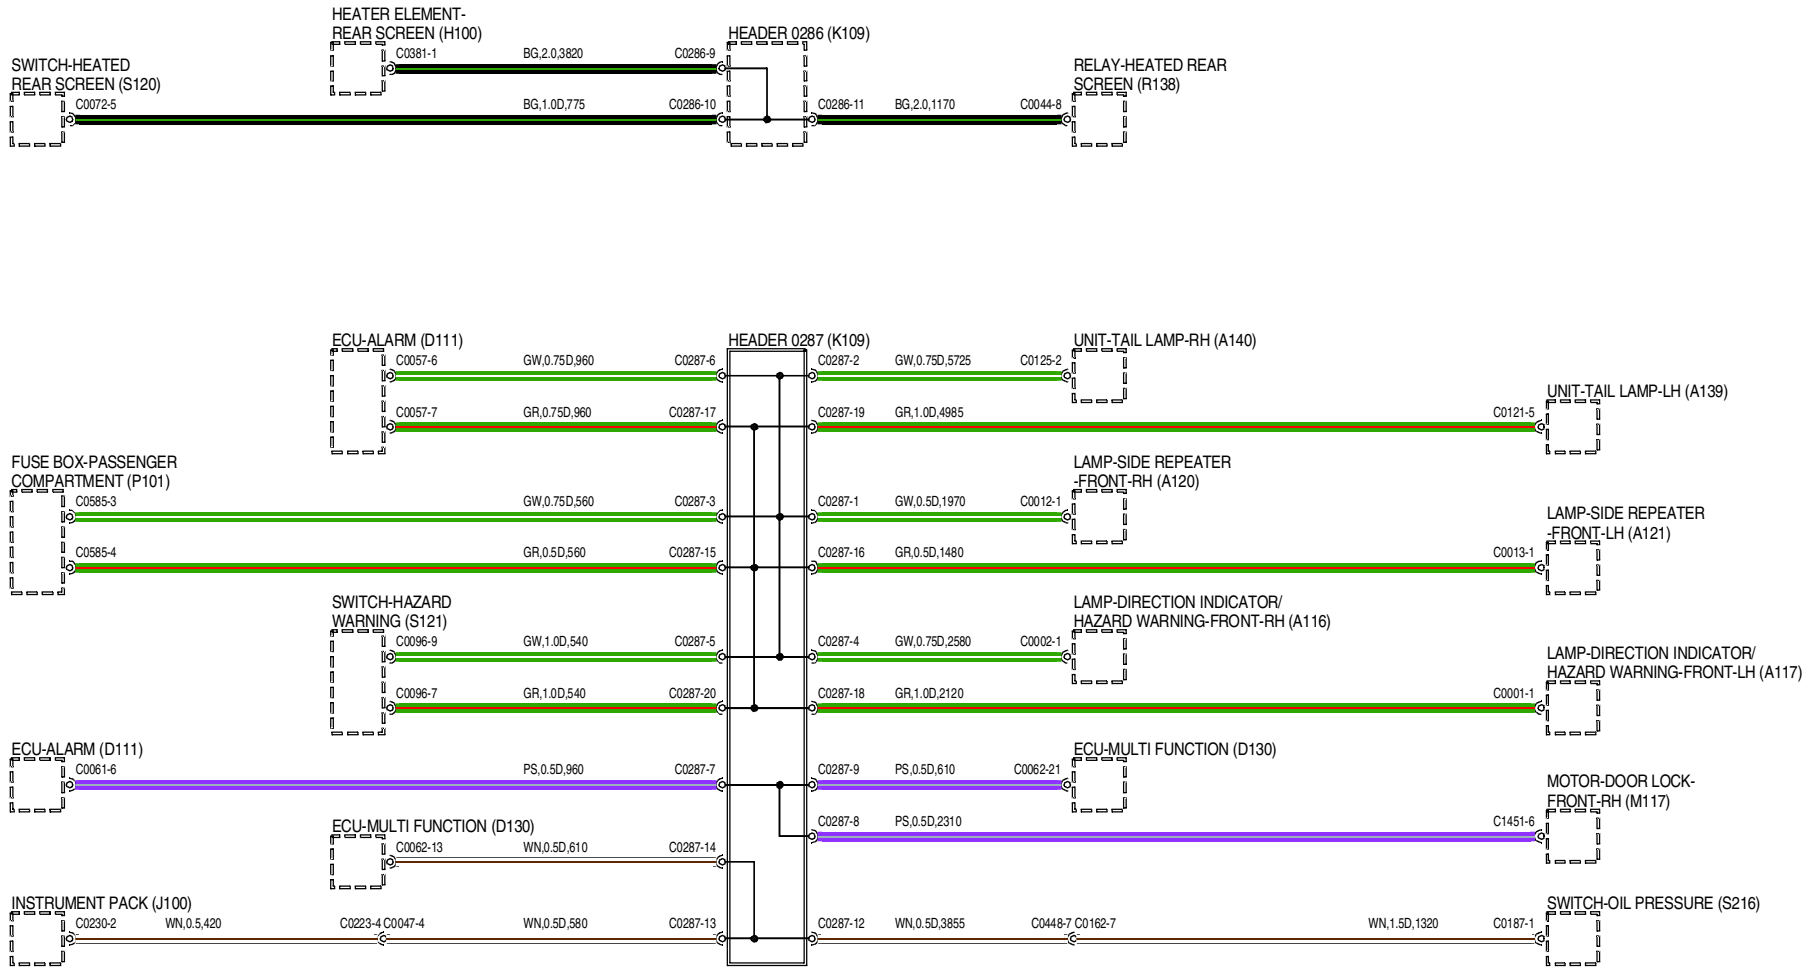 HEATER ELEMENT-
REAR SCREEN (H100)
HEADER 0286 (K109)
SWITCH-HEATED
REAR SCREEN (S120)
RELAY-HEATED REAR
SCREEN (R138)
C0381-1 BG,2.0,3820 C0286-9
C0072-5 BG,1.0D,775 C0286-10 C0286-11 BG,2.0,1170 C0044-8
ECU-ALARM (D111) HEADER 0287 (K109) UNIT-TAIL LAMP-RH (A140)
C0057-6 GW,0.75D,960 C0287-6 C0287-2 GW,0.75D,5725 C0125-2
UNIT-TAIL LAMP-LH (A139)
C0057-7 GR,0.75D,960 C0287-17 C0287-19 GR,1.0D,4985 C0121-5
FUSE BOX-PASSENGER
COMPARTMENT (P101)
LAMP-SIDE REPEATER
-FRONT-RH (A120)
C0585-3 GW,0.75D,560 C0287-3 C0287-1 GW,0.5D,1970 C0012-1
LAMP-SIDE REPEATER
-FRONT-LH (A121)
C0585-4 GR,0.5D,560 C0287-15 C0287-16 GR,0.5D,1480 C0013-1
SWITCH-HAZARD
WARNING (S121)
LAMP-DIRECTION INDICATOR/
HAZARD WARNING-FRONT-RH (A116)
C0096-9 GW,1.0D,540 C0287-5 C0287-4 GW,0.75D,2580 C0002-1
LAMP-DIRECTION INDICATOR/
HAZARD WARNING-FRONT-LH (A117)
C0096-7 GR,1.0D,540 C0287-20 C0287-18 GR,1.0D,2120 C0001-1
ECU-ALARM (D111) ECU-MULTI FUNCTION (D130)
C0061-6 PS,0.5D,960 C0287-7 C0287-9 PS,0.5D,610 C0062-21
MOTOR-DOOR LOCK-
FRONT-RH (M117)
C0287-8 PS,0.5D,2310 C1451-6
ECU-MULTI FUNCTION (D130)
C0062-13 WN,0.5D,610 C0287-14
INSTRUMENT PACK (J100) SWITCH-OIL PRESSURE (S216)
C0230-2 WN,0.5,420 C0223-4 C0047-4 WN,0.5D,580 C0287-13 C0287-12 WN,0.5D,3855 C0448-7 C0162-7 WN,1.5D,1320 C0187-1